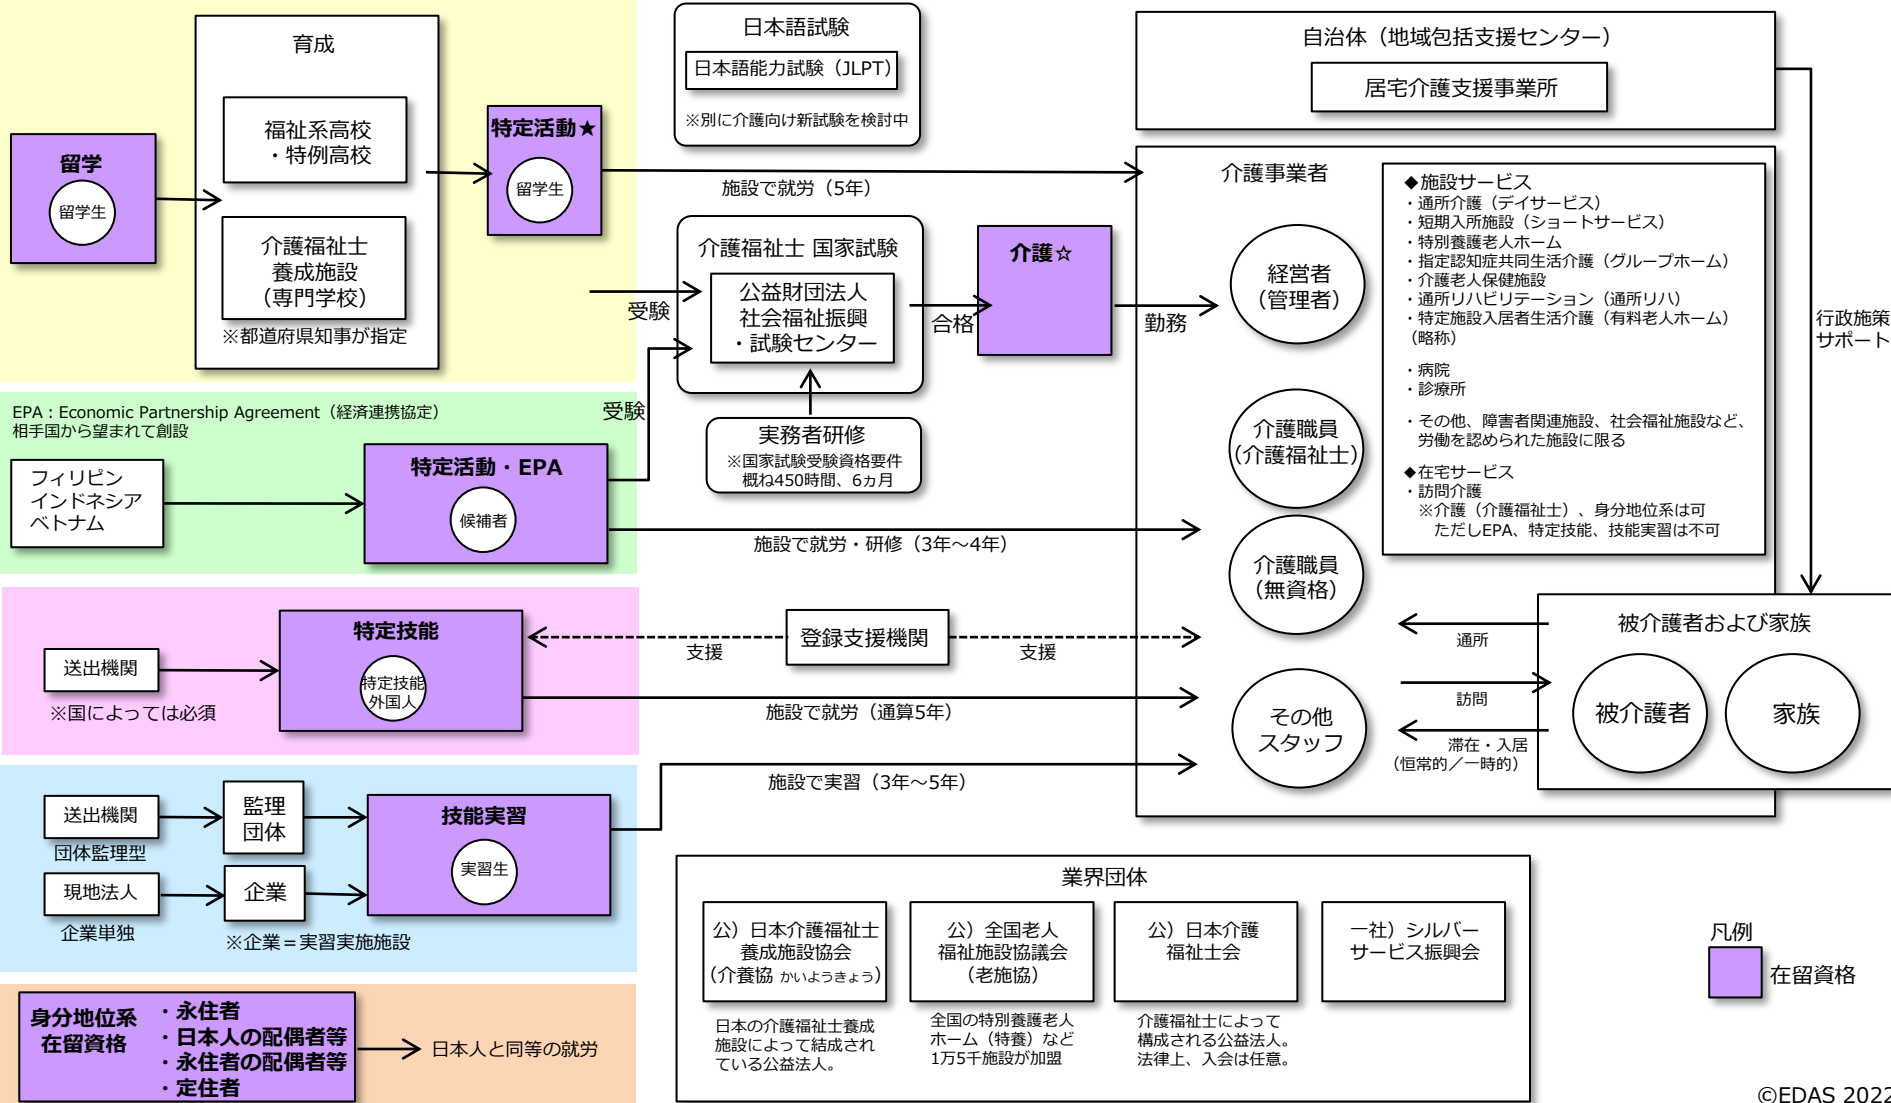 育成
福祉系高校
・特例高校
介護福祉士
養成施設
（専門学校）
※都道府県知事が指定
留学
留学生
特定活動★
留学生
日本語試験
日本語能力試験（JLPT）
※別に介護向け新試験を検討中
施設で就労（5年）
受験
介護福祉士 国家試験
公益財団法人
社会福祉振興
・試験センター
合格
介護☆
勤務
実務者研修
※国家試験受験資格要件
概ね450時間、6ヵ月
自治体（地域包括支援センター）
居宅介護支援事業所
行政施策
サポート
介護事業者
経営者
（管理者）
介護職員
（介護福祉士）
介護職員
（無資格）
その他
スタッフ
◆施設サービス
・通所介護（デイサービス）
・短期入所施設（ショートサービス）
・特別養護老人ホーム
・指定認知症共同生活介護（グループホーム）
・介護老人保健施設
・通所リハビリテーション（通所リハ）
・特定施設入居者生活介護（有料老人ホーム）
（略称）
・病院
・診療所
・その他、障害者関連施設、社会福祉施設など、
労働を認められた施設に限る
◆在宅サービス
・訪問介護
※介護（介護福祉士）、身分地位系は可
ただしEPA、特定技能、技能実習は不可
EPA：Economic Partnership Agreement（経済連携協定）
相手国から望まれて創設
フィリピン
インドネシア
ベトナム
特定活動・EPA
候補者
受験
施設で就労・研修（3年～4年）
送出機関
※国によっては必須
特定技能
特定技能
外国人
支援
登録支援機関
支援
施設で就労（通算5年）
通所
訪問
滞在・入居
（恒常的／一時的）
被介護者および家族
被介護者
家族
送出機関
団体監理型
監理
団体
現地法人
企業単独
企業
※企業＝実習実施施設
技能実習
実習生
施設で実習（3年～5年）
身分地位系
在留資格
・永住者
・日本人の配偶者等
・永住者の配偶者等
・定住者
日本人と同等の就労
業界団体
公）日本介護福祉士
養成施設協会
（介養協 かいようきょう）
日本の介護福祉士養成
施設によって結成され
ている公益法人。
公）全国老人
福祉施設協議会
（老施協）
全国の特別養護老人
ホーム（特養）など
1万5千施設が加盟
公）日本介護
福祉士会
介護福祉士によって
構成される公益法人。
法律上、入会は任意。
一社）シルバー
サービス振興会
凡例
在留資格
©EDAS 2022